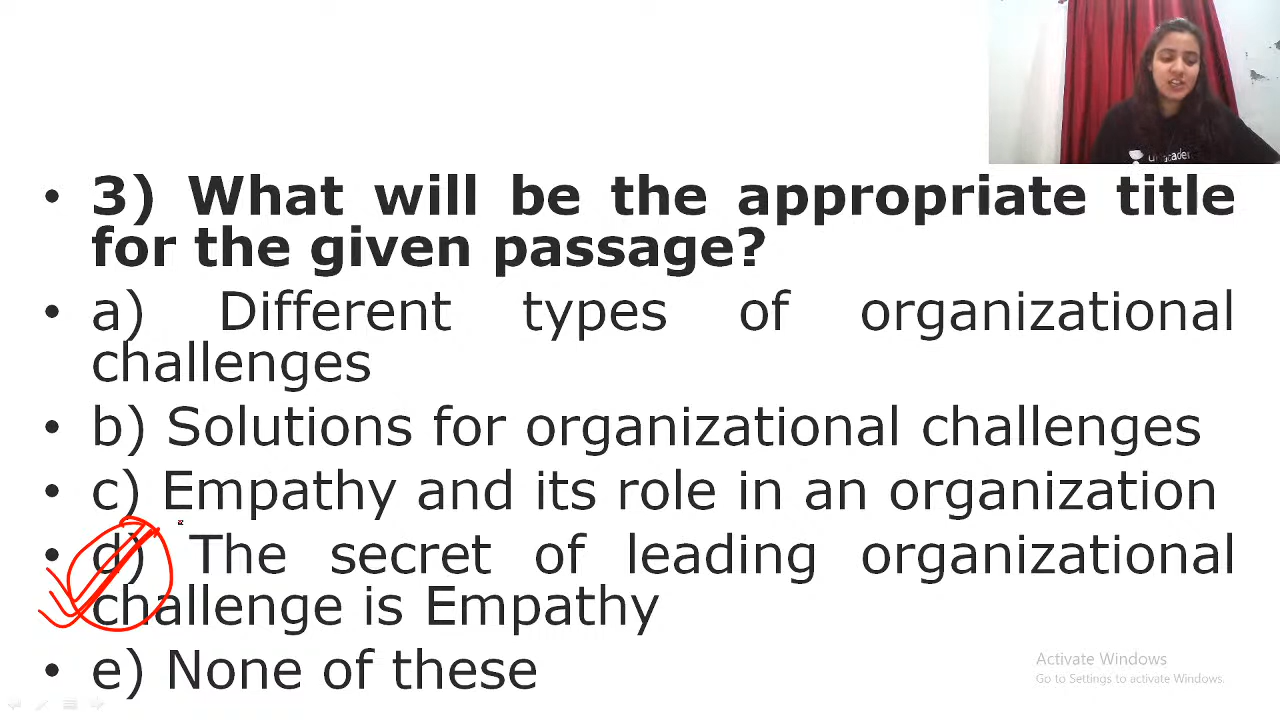 • 3) What will be the appropriate title
for the given passage?
• a) Different types of organizational
challenges
• b) Solutions for organizational challenges
• c) Empathy and its role in an organization
• d) The secret of leading organizational
challenge is Empathy
• e) None of these
Activate Windows
Go to Settings to activate Windows.